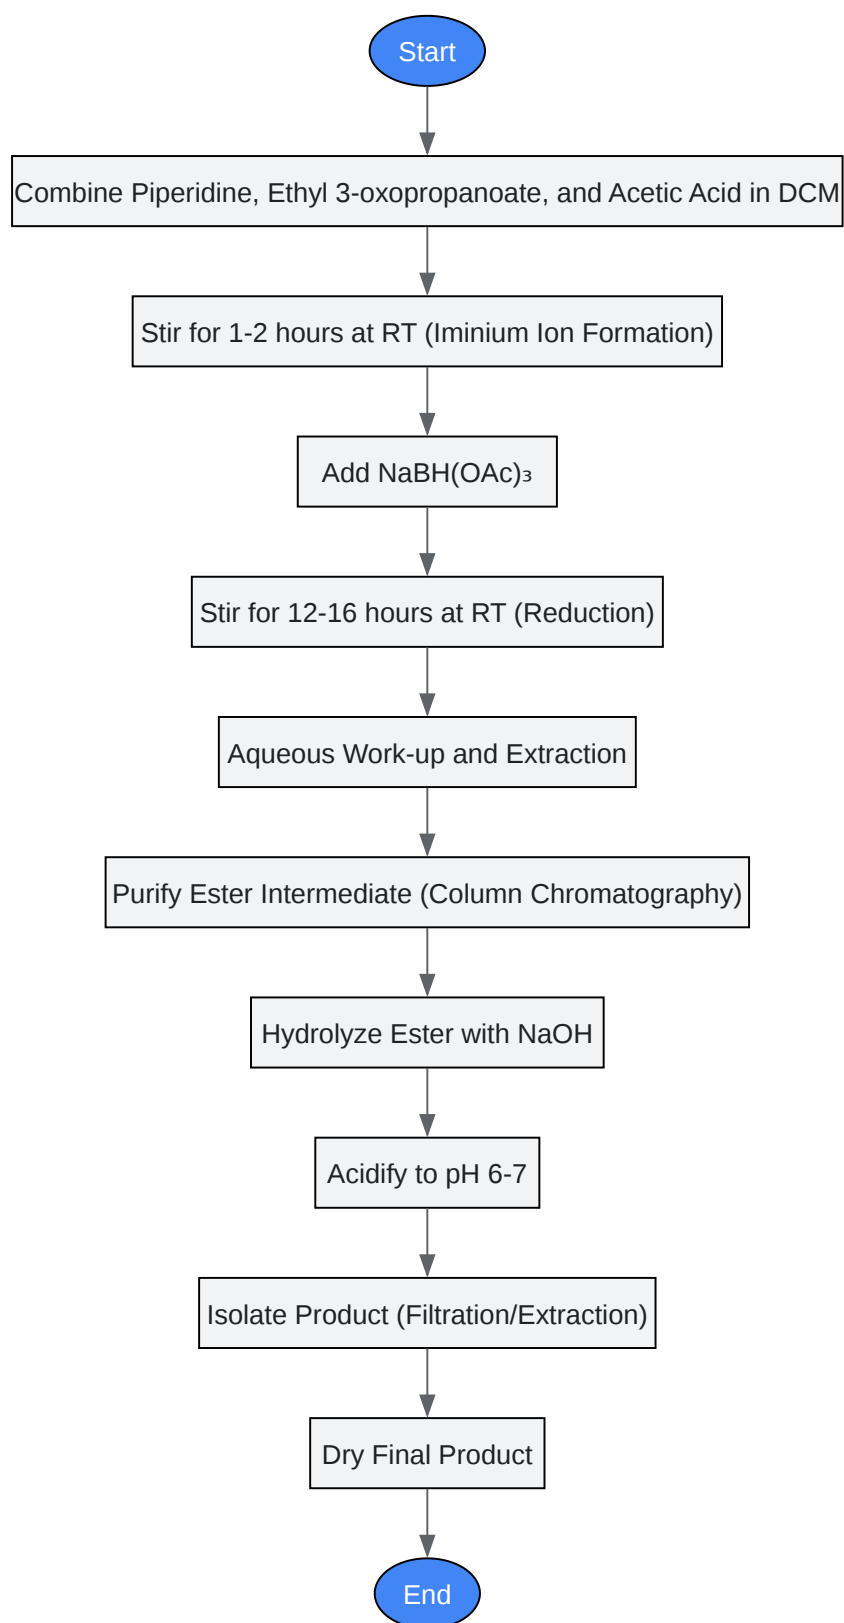 Start
Combine Piperidine, Ethyl 3-oxopropanoate, and Acetic Acid in DCM
Stir for 1-2 hours at RT (Iminium Ion Formation)
Add NaBH(OAc)₃
Stir for 12-16 hours at RT (Reduction)
Aqueous Work-up and Extraction
Purify Ester Intermediate (Column Chromatography)
Hydrolyze Ester with NaOH
Acidify to pH 6-7
Isolate Product (Filtration/Extraction)
Dry Final Product
End